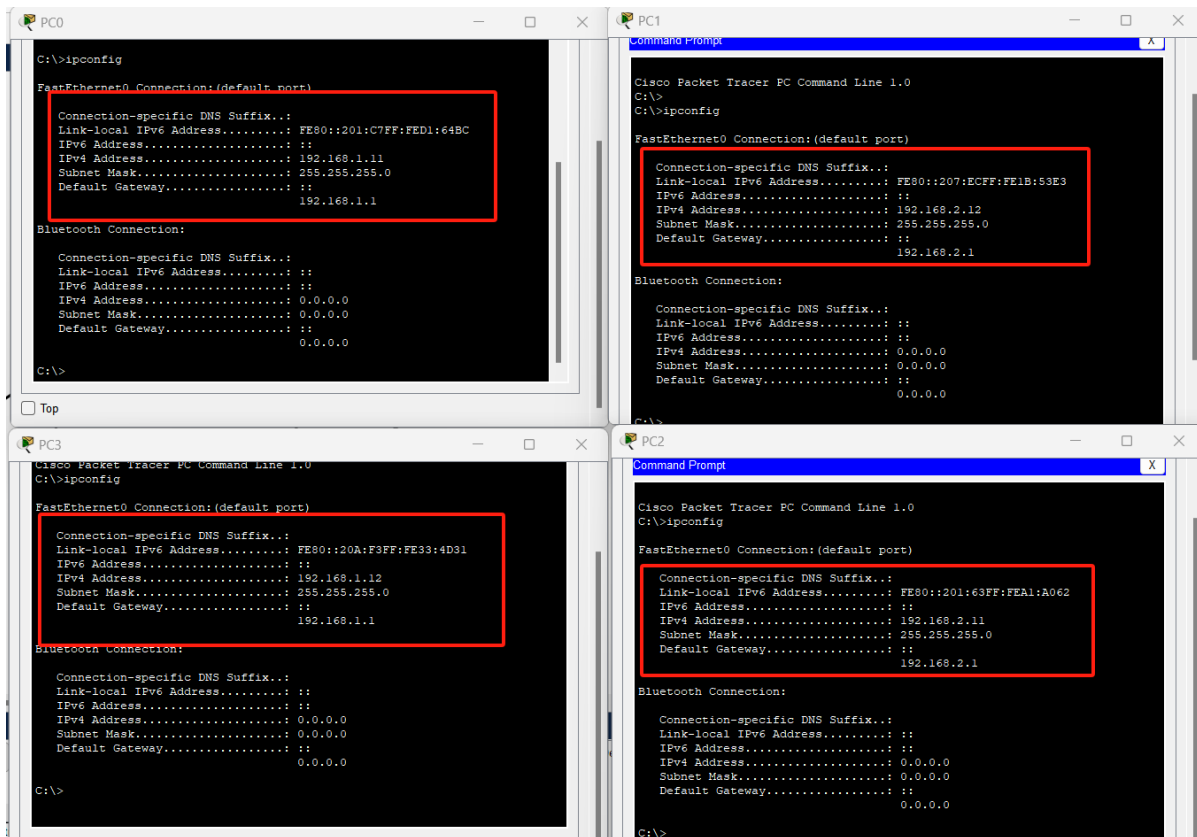 PC0
C:\>ipconfig
FastEthernet0 Connection:(default port)
Connection-specific DNS Suffix..:
Link-local IPv6 Address.........: FE80::201:C7FF:FED1:64BC
IPv6 Address....................: ::
IPv4 Address....................: 192.168.1.11
Subnet Mask.....................: 255.255.255.0
Default Gateway.................: ::
192.168.1.1
Bluetooth Connection:
Connection-specific DNS Suffix..:
Link-local IPv6 Address.........: ::
IPv6 Address....................: ::
IPv4 Address....................: 0.0.0.0
Subnet Mask.....................: 0.0.0.0
Default Gateway.................: ::
0.0.0.0
C:\>
Top
PC1
Command Prompt
X
Cisco Packet Tracer PC Command Line 1.0
C:\>
C:\>ipconfig
FastEthernet0 Connection:(default port)
Connection-specific DNS Suffix..:
Link-local IPv6 Address.........: FE80::207:ECFF:FE1B:53E3
IPv6 Address....................: ::
IPv4 Address....................: 192.168.2.12
Subnet Mask.....................: 255.255.255.0
Default Gateway.................: ::
192.168.2.1
Bluetooth Connection:
Connection-specific DNS Suffix..:
Link-local IPv6 Address.........: ::
IPv6 Address....................: ::
IPv4 Address....................: 0.0.0.0
Subnet Mask.....................: 0.0.0.0
Default Gateway.................: ::
0.0.0.0
C:\>
PC3
Cisco Packet Tracer PC Command Line 1.0
C:\>ipconfig
FastEthernet0 Connection:(default port)
Connection-specific DNS Suffix..:
Link-local IPv6 Address.........: FE80::20A:F3FF:FE33:4D31
IPv6 Address....................: ::
IPv4 Address....................: 192.168.1.12
Subnet Mask.....................: 255.255.255.0
Default Gateway.................: ::
192.168.1.1
Bluetooth Connection:
Connection-specific DNS Suffix..:
Link-local IPv6 Address.........: ::
IPv6 Address....................: ::
IPv4 Address....................: 0.0.0.0
Subnet Mask.....................: 0.0.0.0
Default Gateway.................: ::
0.0.0.0
C:\>
PC2
Command Prompt
X
Cisco Packet Tracer PC Command Line 1.0
C:\>ipconfig
FastEthernet0 Connection:(default port)
Connection-specific DNS Suffix..:
Link-local IPv6 Address.........: FE80::201:63FF:FEA1:A062
IPv6 Address....................: ::
IPv4 Address....................: 192.168.2.11
Subnet Mask.....................: 255.255.255.0
Default Gateway.................: ::
192.168.2.1
Bluetooth Connection:
Connection-specific DNS Suffix..:
Link-local IPv6 Address.........: ::
IPv6 Address....................: ::
IPv4 Address....................: 0.0.0.0
Subnet Mask.....................: 0.0.0.0
Default Gateway.................: ::
0.0.0.0
C:\>